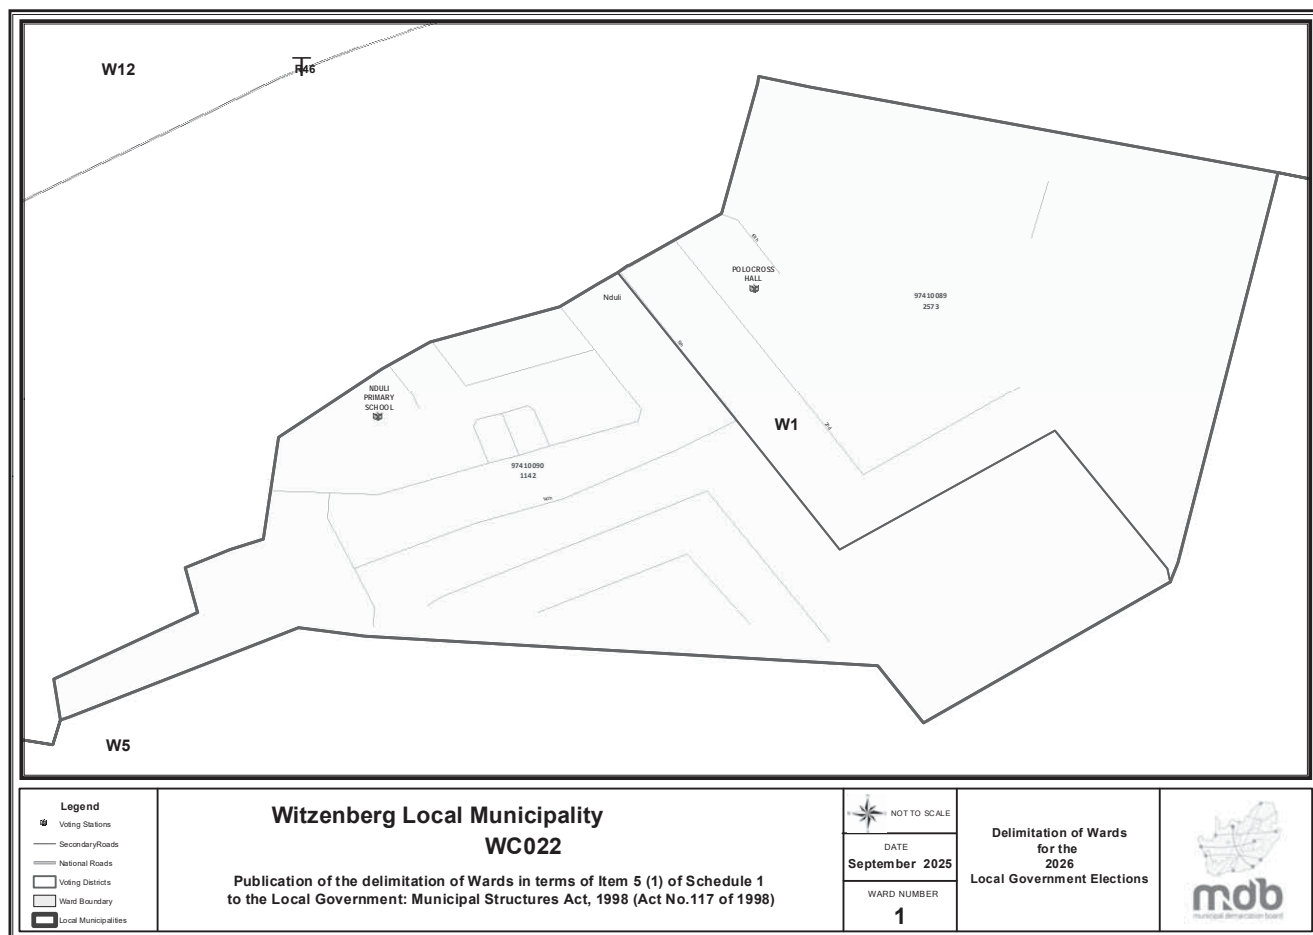 W12
R46
POLOCROSS
HALL
97410089
2573
Nduli
NDULI
PRIMARY
SCHOOL
W1
97410090
1142
W5
Legend
Voting Stations
SecondaryRoads
National Roads
Voting Districts
Ward Boundary
Local Municipalities
Witzenberg Local Municipality
WC022
Publication of the delimitation of Wards in terms of Item 5 (1) of Schedule 1
to the Local Government: Municipal Structures Act, 1998 (Act No.117 of 1998)
NOT TO SCALE
DATE
September 2025
WARD NUMBER
1
Delimitation of Wards
for the
2026
Local Government Elections
mdb
municipal demarcation board